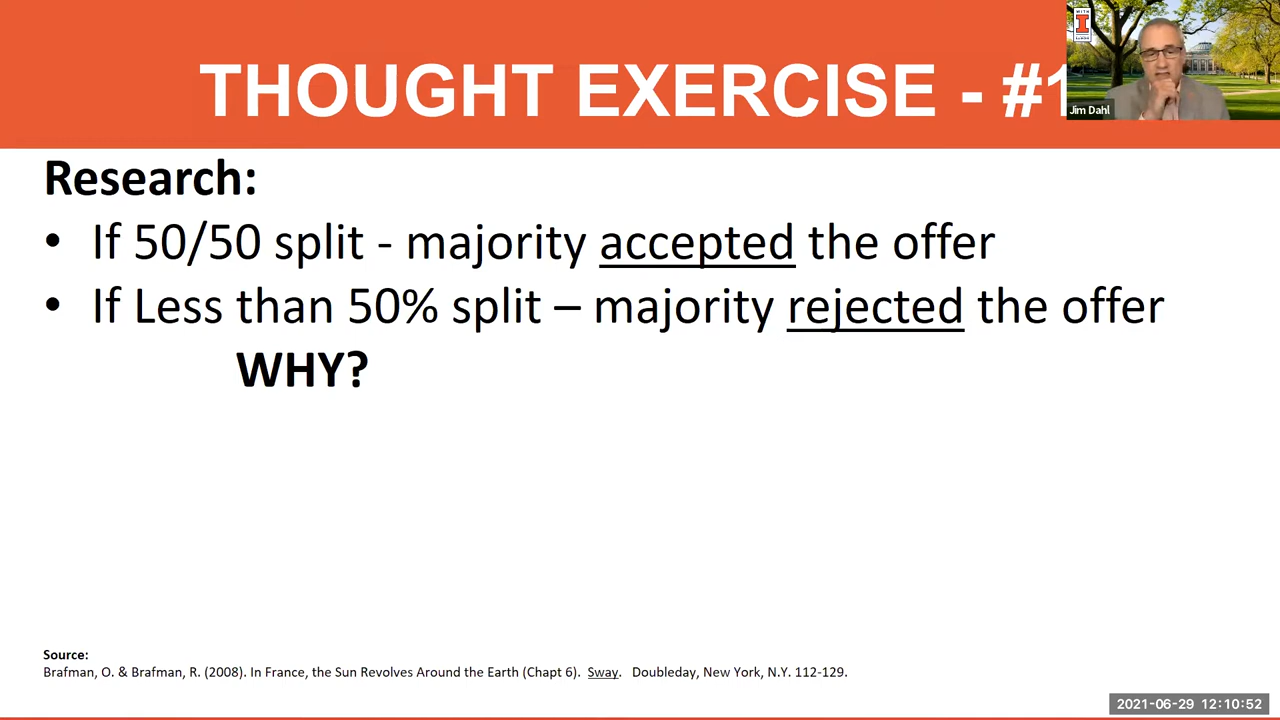 THOUGHT EXERCISE - #1
WITH
I
Jim Dahl
Research:
• If 50/50 split - majority accepted the offer
• If Less than 50% split – majority rejected the offer
WHY?
Source:
Brafman, O. & Brafman, R. (2008). In France, the Sun Revolves Around the Earth (Chapt 6). Sway. Doubleday, New York, N.Y. 112-129.
2021-06-29 12:10:52